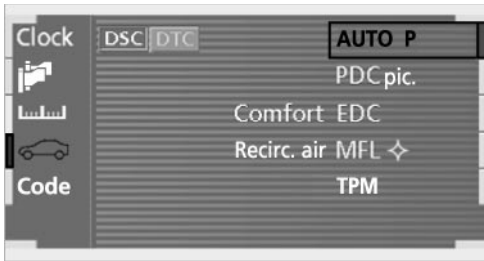 Clock DSC DTC AUTO P
PDC pic.
Comfort EDC
Recirc. air MFL
Code TPM